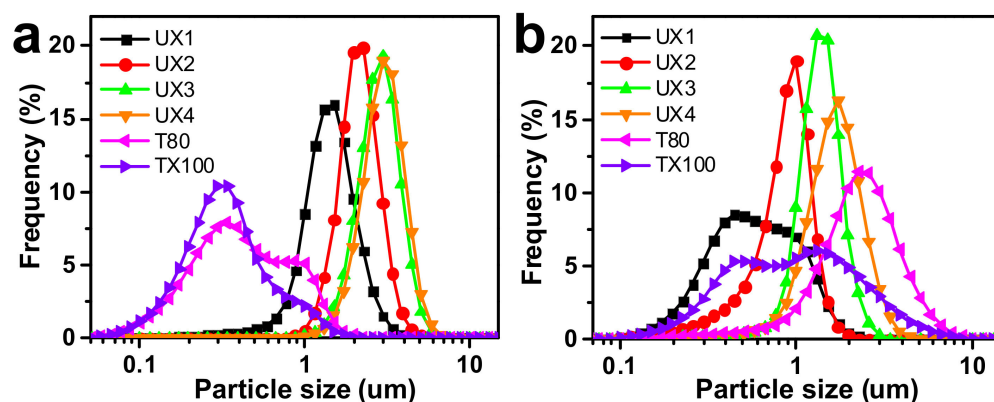 a
UX1
UX2
UX3
UX4
T80
TX100
Frequency (%)
20
15
10
5
0
0.1
1
10
Particle size (um)
b
UX1
UX2
UX3
UX4
T80
TX100
Frequency (%)
20
15
10
5
0
0.1
1
10
Particle size (um)